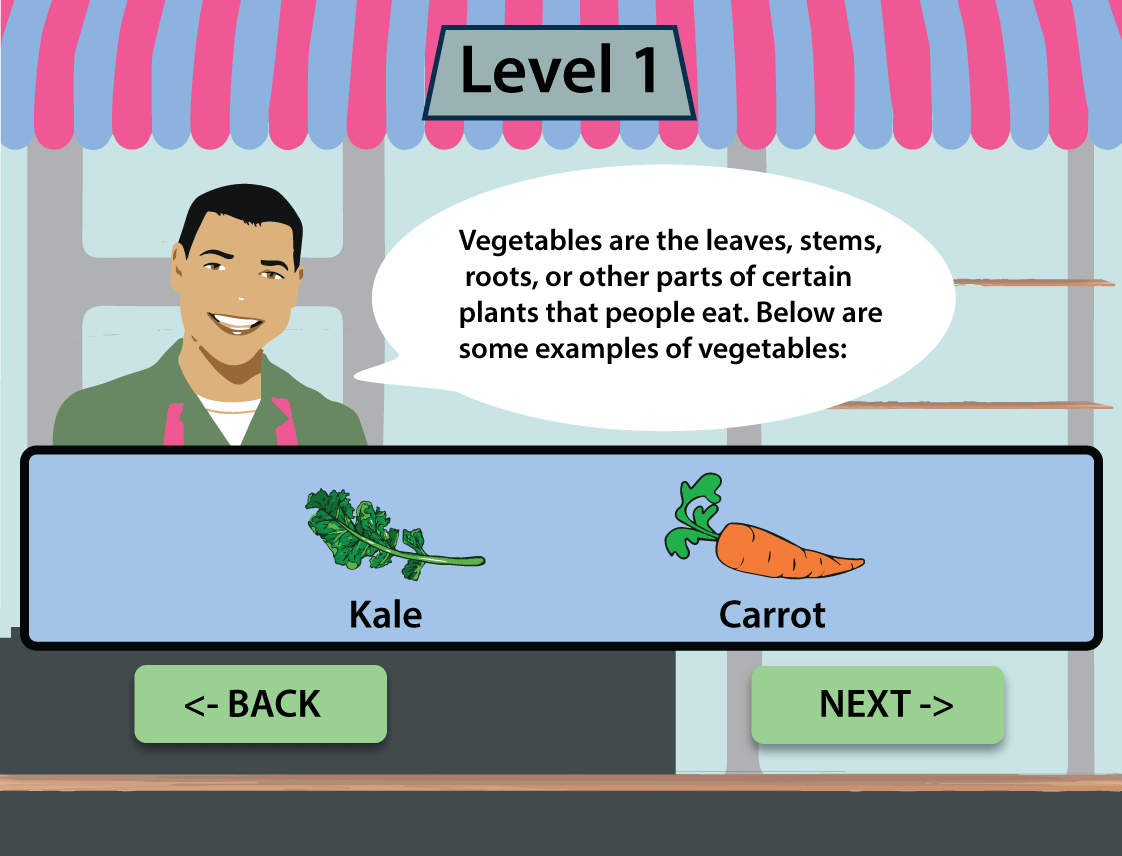 Level 1
Vegetables are the leaves, stems,
roots, or other parts of certain
plants that people eat. Below are
some examples of vegetables:
Kale
Carrot
<- BACK
NEXT ->